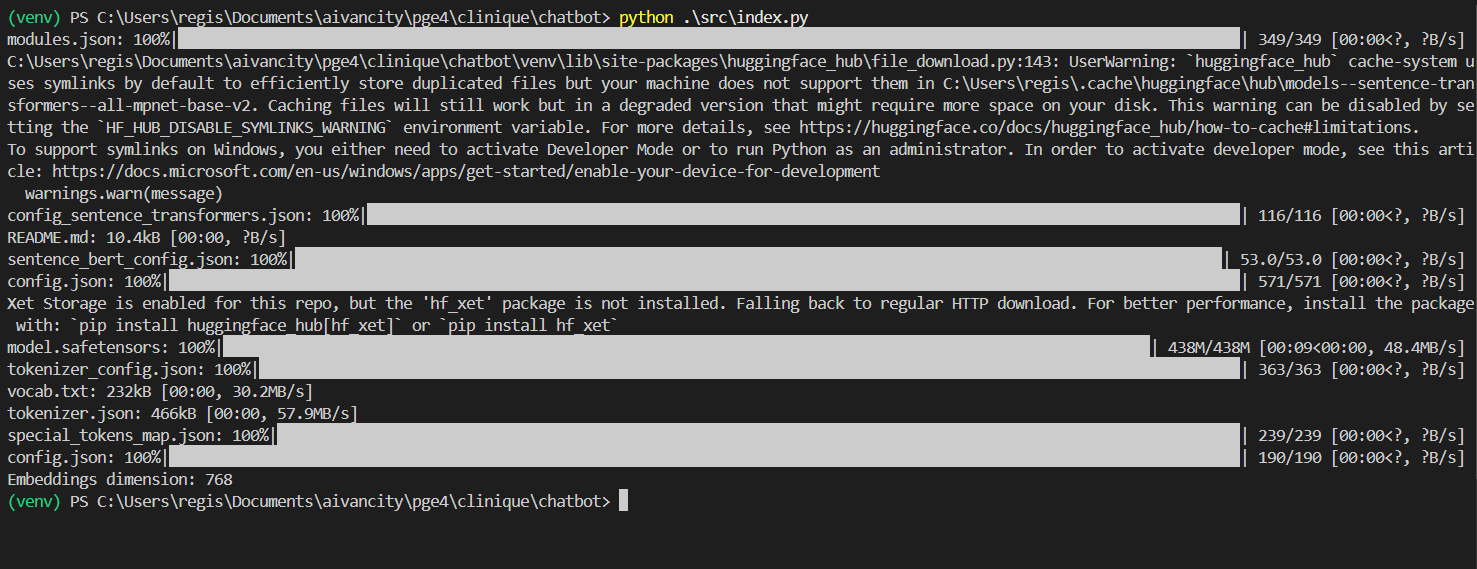 (venv) PS C:\Users\regis\Documents\aivancity\pge4\clinique\chatbot> python .\src\index.py
modules.json: 100%| | 349/349 [00:00<?, ?B/s]
C:\Users\regis\Documents\aivancity\pge4\clinique\chatbot\venv\lib\site-packages\huggingface_hub\file_download.py:143: UserWarning: `huggingface_hub` cache-system u
ses symlinks by default to efficiently store duplicated files but your machine does not support them in C:\Users\regis\.cache\huggingface\hub\models--sentence-tran
sformers--all-mpnet-base-v2. Caching files will still work but in a degraded version that might require more space on your disk. This warning can be disabled by se
tting the `HF_HUB_DISABLE_SYMLINKS_WARNING` environment variable. For more details, see https://huggingface.co/docs/huggingface_hub/how-to-cache#limitations.
To support symlinks on Windows, you either need to activate Developer Mode or to run Python as an administrator. In order to activate developer mode, see this arti
cle: https://docs.microsoft.com/en-us/windows/apps/get-started/enable-your-device-for-development
  warnings.warn(message)
config_sentence_transformers.json: 100%| | 116/116 [00:00<?, ?B/s]
README.md: 10.4kB [00:00, ?B/s]
sentence_bert_config.json: 100%| | 53.0/53.0 [00:00<?, ?B/s]
config.json: 100%| | 571/571 [00:00<?, ?B/s]
Xet Storage is enabled for this repo, but the 'hf_xet' package is not installed. Falling back to regular HTTP download. For better performance, install the package
 with: `pip install huggingface_hub[hf_xet]` or `pip install hf_xet`
model.safetensors: 100%| | 438M/438M [00:09<00:00, 48.4MB/s]
tokenizer_config.json: 100%| | 363/363 [00:00<?, ?B/s]
vocab.txt: 232kB [00:00, 30.2MB/s]
tokenizer.json: 466kB [00:00, 57.9MB/s]
special_tokens_map.json: 100%| | 239/239 [00:00<?, ?B/s]
config.json: 100%| | 190/190 [00:00<?, ?B/s]
Embeddings dimension: 768
(venv) PS C:\Users\regis\Documents\aivancity\pge4\clinique\chatbot>